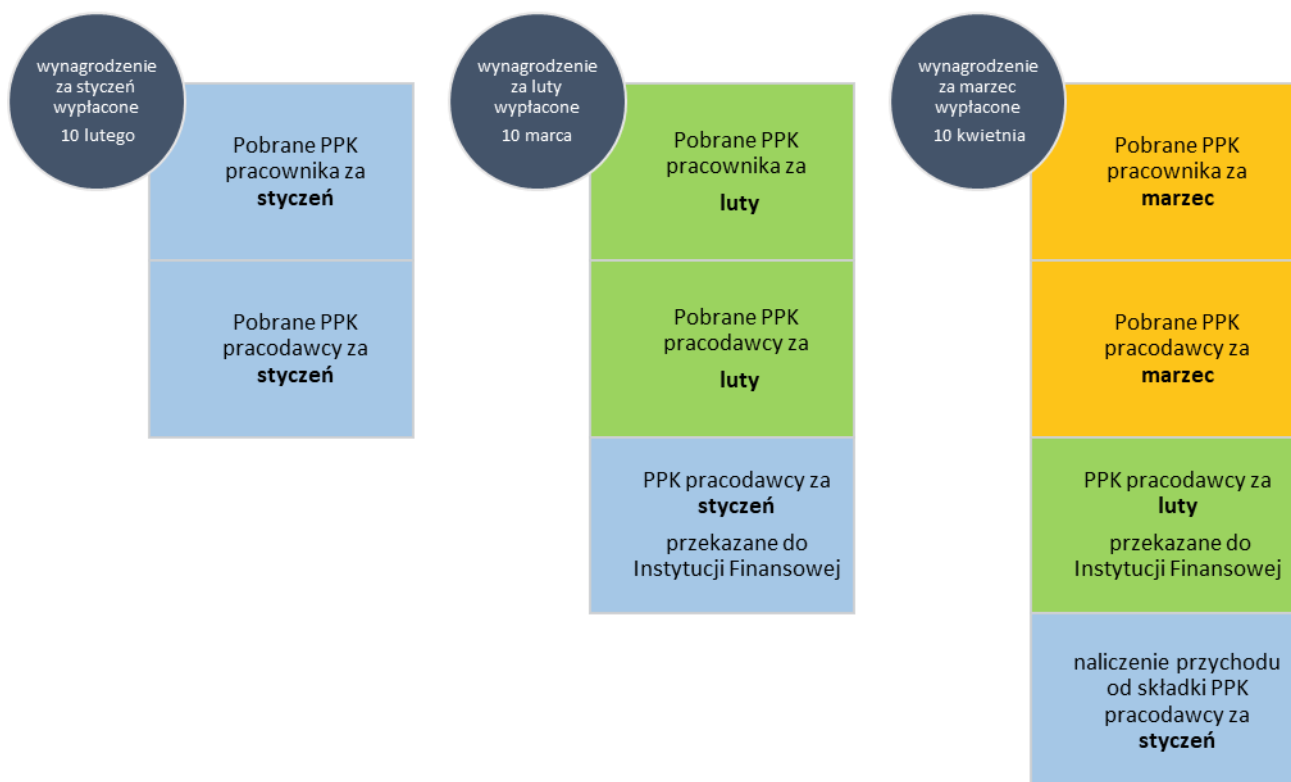 wynagrodzenie
za styczeń
wypłacone
10 lutego
Pobrane PPK
pracownika za
styczeń
Pobrane PPK
pracodawcy za
styczeń
wynagrodzenie
za luty
wypłacone
10 marca
Pobrane PPK
pracownika za
luty
Pobrane PPK
pracodawcy za
luty
PPK pracodawcy za
styczeń
przekazane do
Instytucji Finansowej
wynagrodzenie
za marzec
wypłacone
10 kwietnia
Pobrane PPK
pracownika za
marzec
Pobrane PPK
pracodawcy za
marzec
PPK pracodawcy za
luty
przekazane do
Instytucji Finansowej
naliczenie przychodu
od składki PPK
pracodawcy za
styczeń